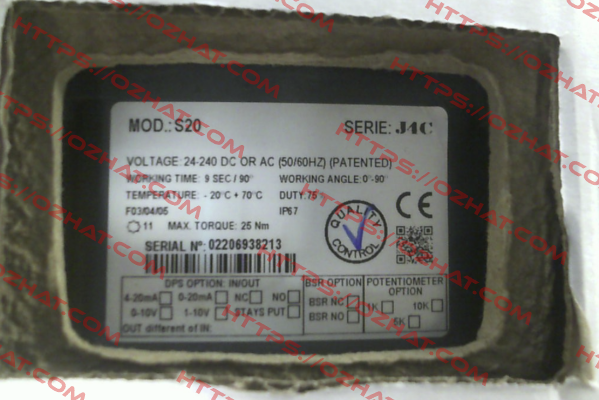 MOD.: S20 SERIE: J4C
VOLTAGE 24-240 DC OR AC (50/60HZ) (PATENTED)
WORKING TIME: 9 SEC / 90° WORKING ANGLE: 0°-90°
TEMPERATURE: - 20°C + 70°C DUTY: 75
F03/04/05 IP67
11 MAX. TORQUE: 25 Nm
QUALITY CONTROL
CE
SERIAL Nº: 02206938213
DPS OPTION: IN/OUT BSR OPTION POTENTIOMETER OPTION
4-20mA 0-20mA NC NO BSR NC 1K 10K
0-10V 1-10V STAYS PUT BSR NO 5K
OUT different of IN:
HTTPS://OZHAT.COM